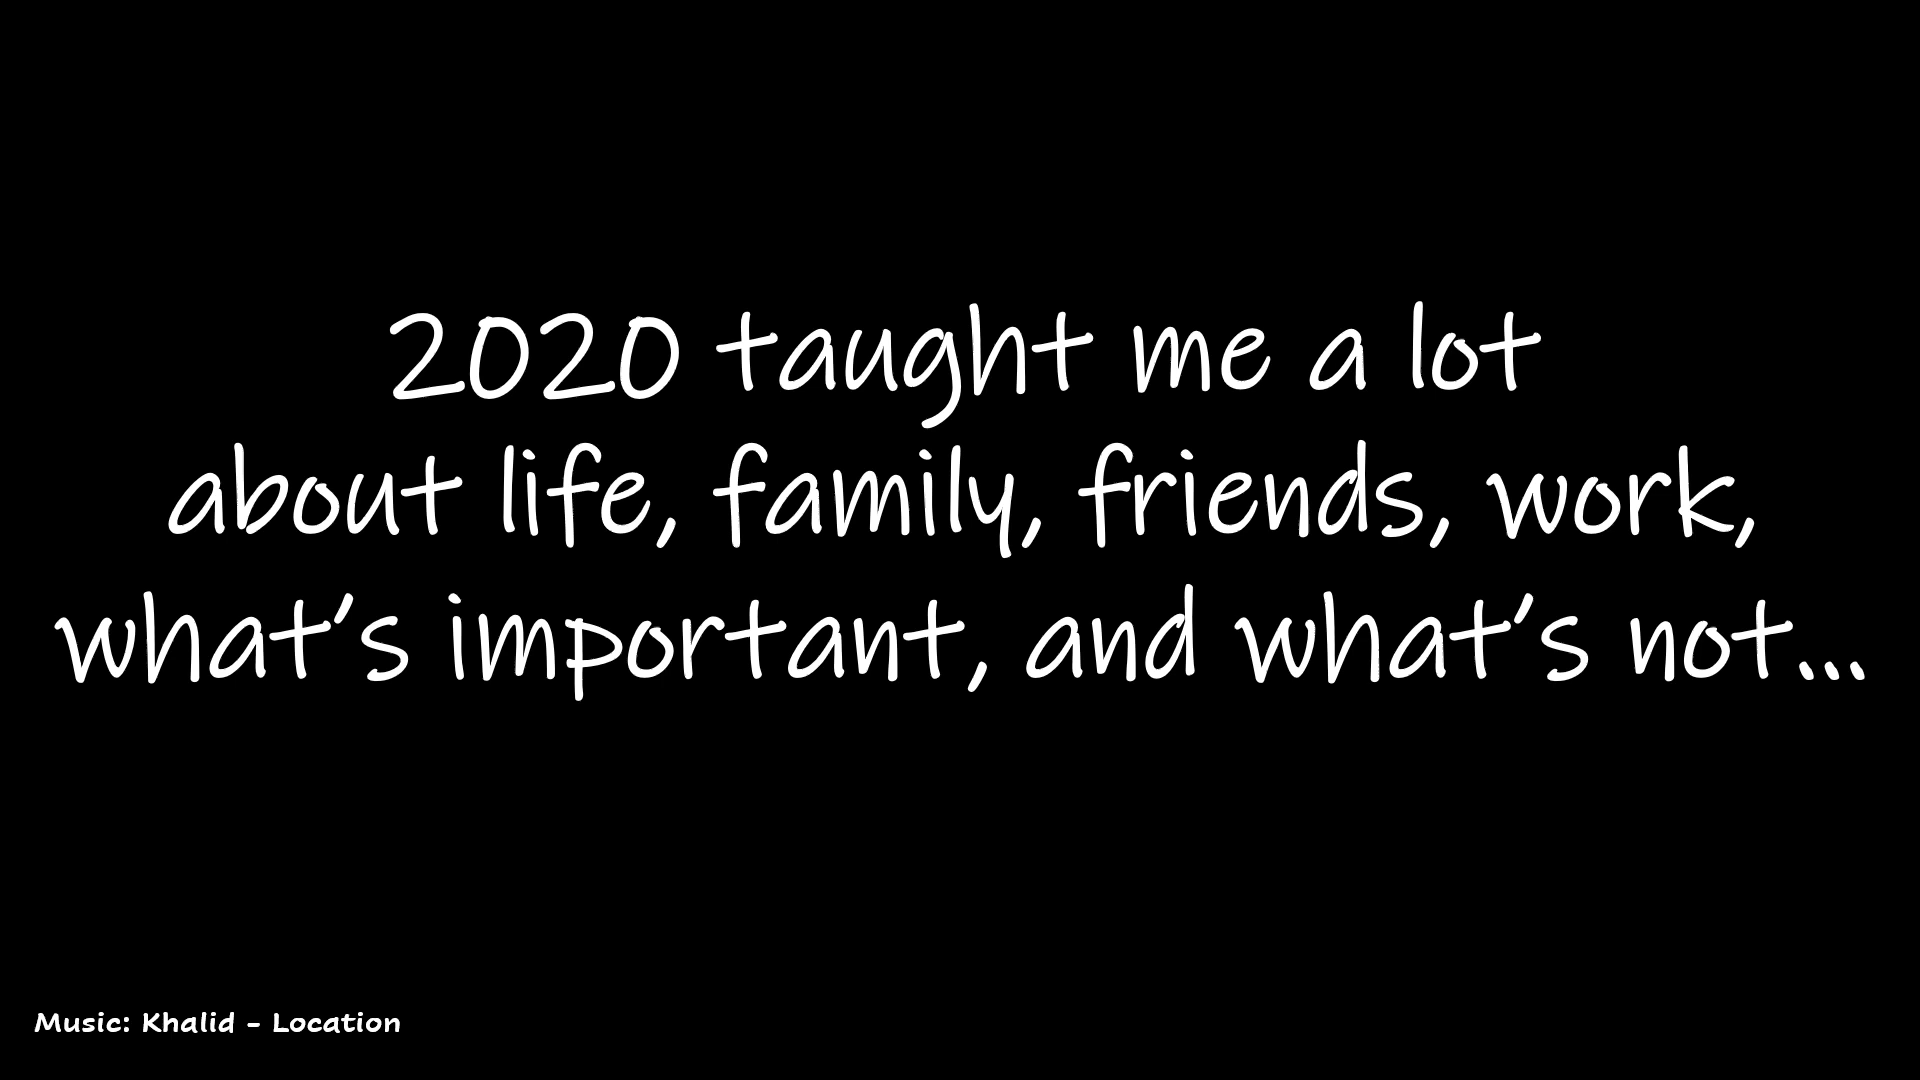 2020 taught me a lot
about life, family, friends, work,
what’s important, and what’s not...
Music: Khalid - Location